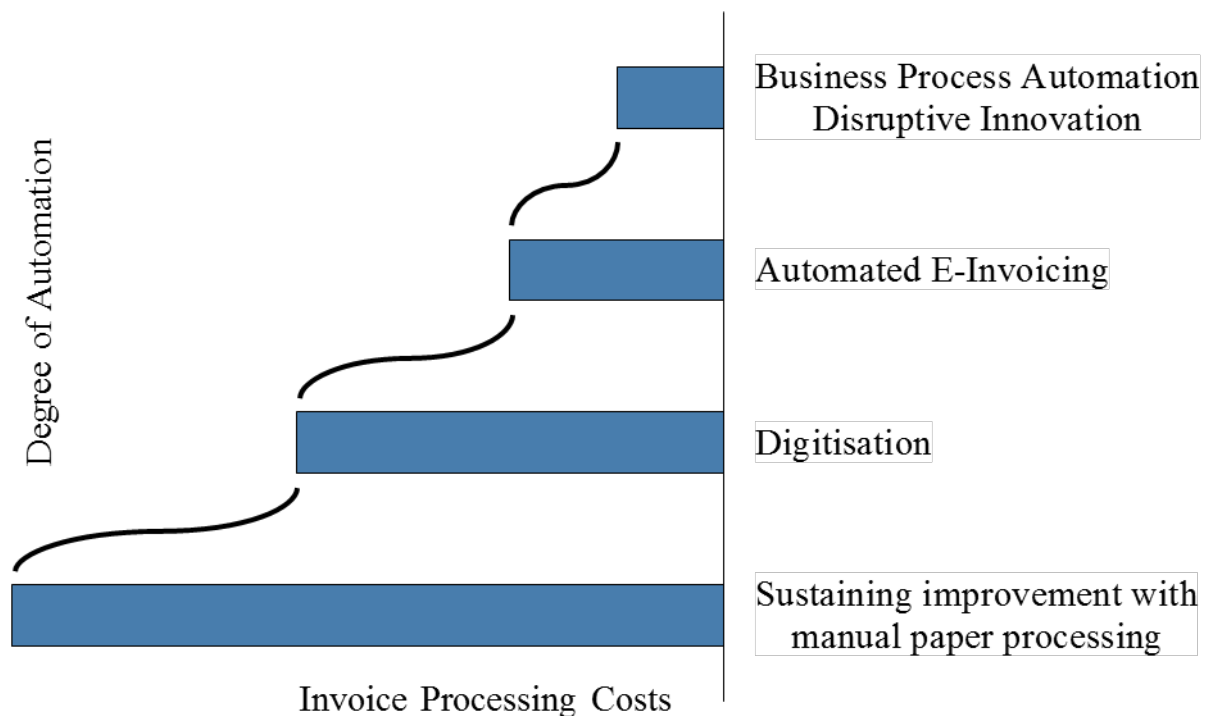 Business Process Automation
Disruptive Innovation
Degree of Automation
Automated E-Invoicing
Digitisation
Sustaining improvement with
manual paper processing
Invoice Processing Costs